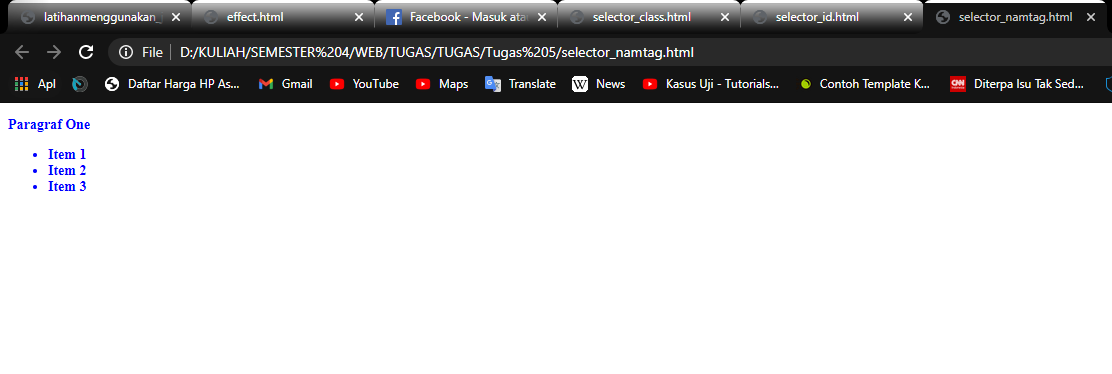 latihanmenggunakan_ effect.html Facebook - Masuk atau selector_class.html selector_id.html selector_namtag.html
File D:/KULIAH/SEMESTER%204/WEB/TUGAS/TUGAS/Tugas%205/selector_namtag.html
Apl Daftar Harga HP As... Gmail YouTube Maps Translate W News Kasus Uji - Tutorials... Contoh Template K... CNN Diterpa Isu Tak Sed...
Paragraf One
• Item 1
• Item 2
• Item 3